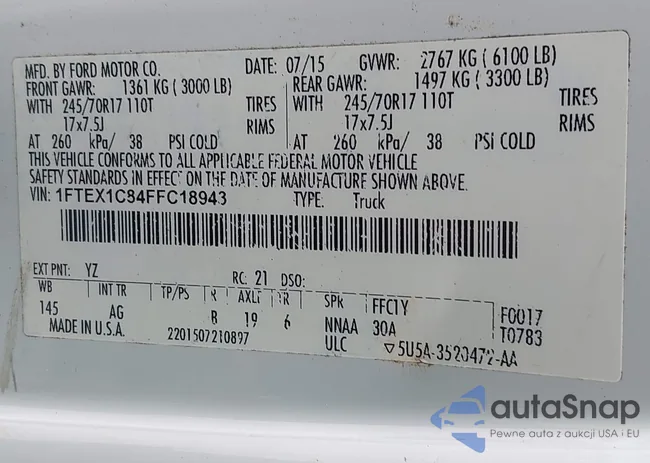 MFD. BY FORD MOTOR CO. DATE: 07/15 GVWR: 2767 KG ( 6100 LB)
FRONT GAWR: 1361 KG ( 3000 LB) REAR GAWR: 1497 KG ( 3300 LB)
WITH 245/70R17 110T TIRES WITH 245/70R17 110T TIRES
17x7.5J RIMS 17x7.5J RIMS
AT 260 kPa/ 38 PSI COLD AT 260 kPa/ 38 PSI COLD
THIS VEHICLE CONFORMS TO ALL APPLICABLE FEDERAL MOTOR VEHICLE
SAFETY STANDARDS IN EFFECT ON THE DATE OF MANUFACTURE SHOWN ABOVE.
VIN: 1FTEX1C84FFC18943 TYPE: Truck
EXT PNT: YZ RC: 21 DSO:
WB INT TR TP/PS R AXLE TR SPR FFC1Y F0017
145 AG B 19 6 NNAA 30A T0783
MADE IN U.S.A. 2201507210897 ULC ▽5U5A-3520472-AA
autaSnap
Pewne auta z aukcji USA i EU